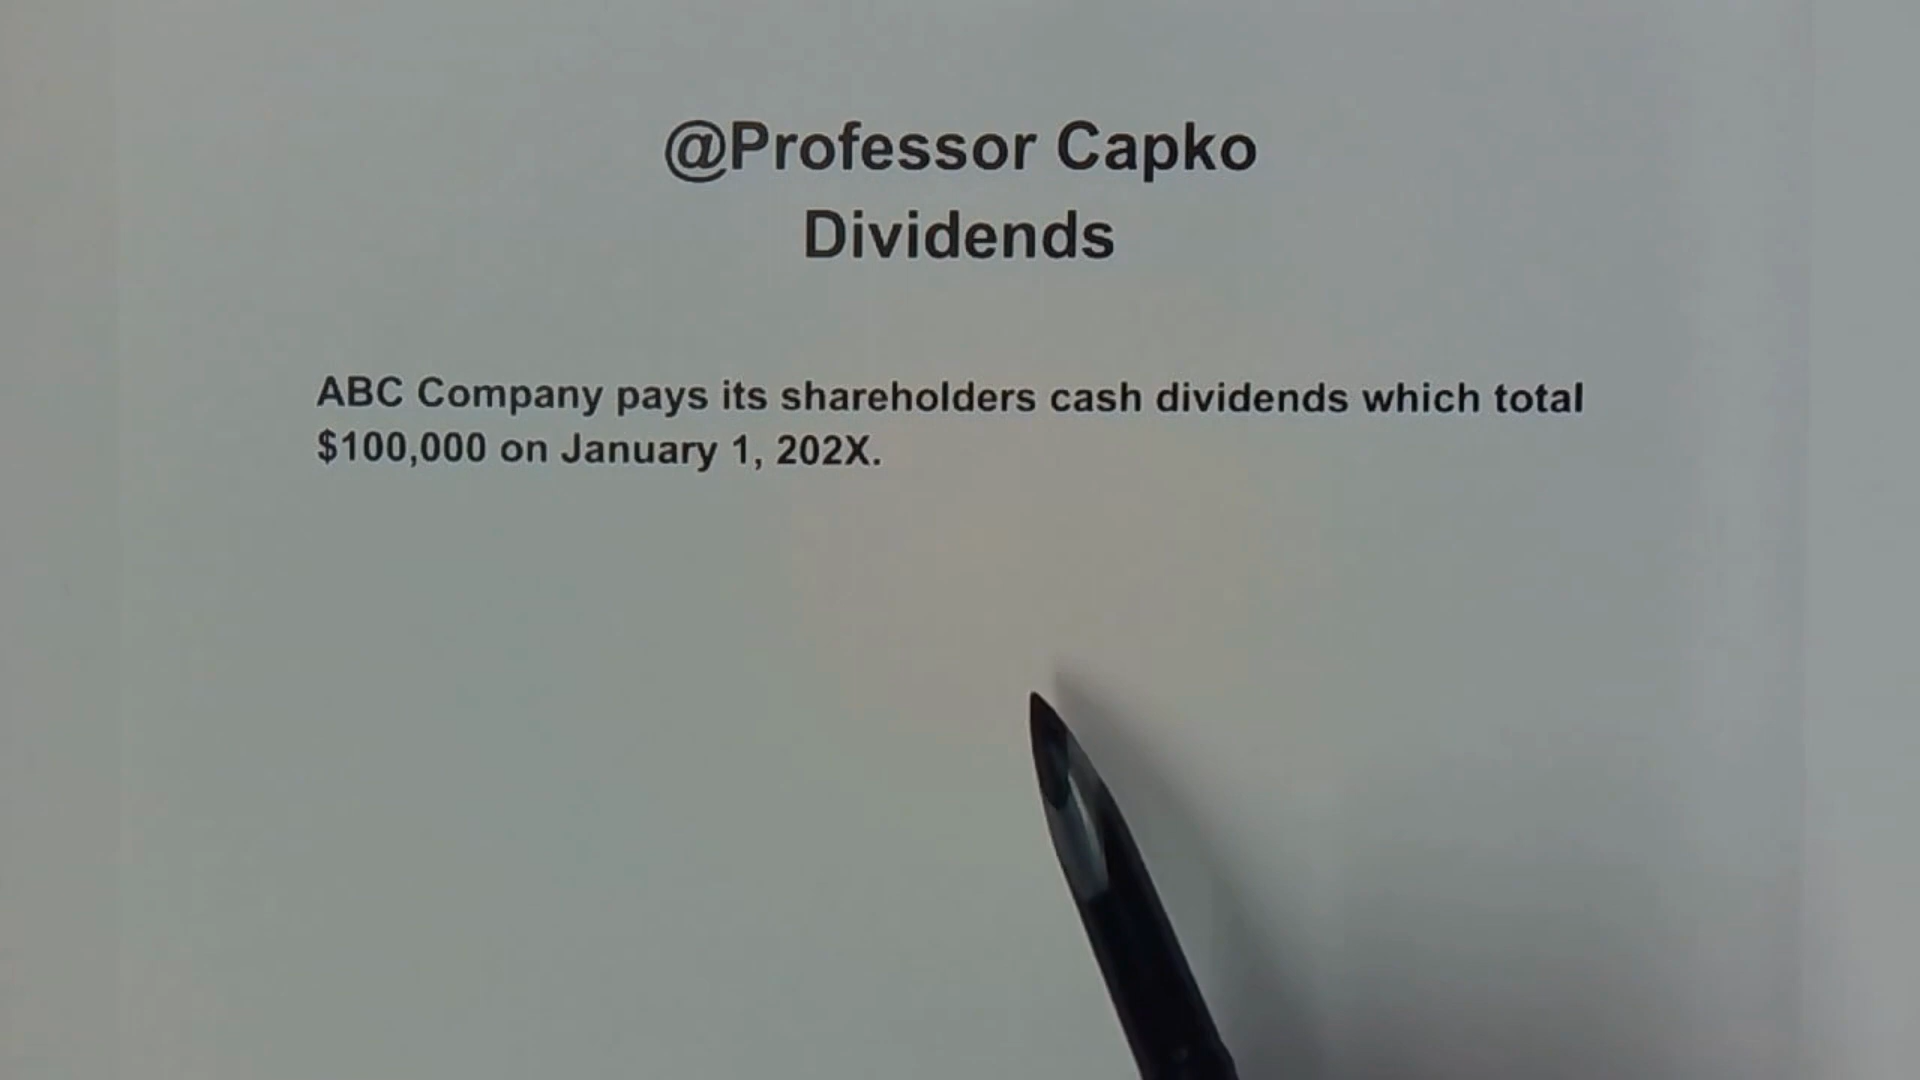 @Professor Capko
Dividends
ABC Company pays its shareholders cash dividends which total
$100,000 on January 1, 202X.